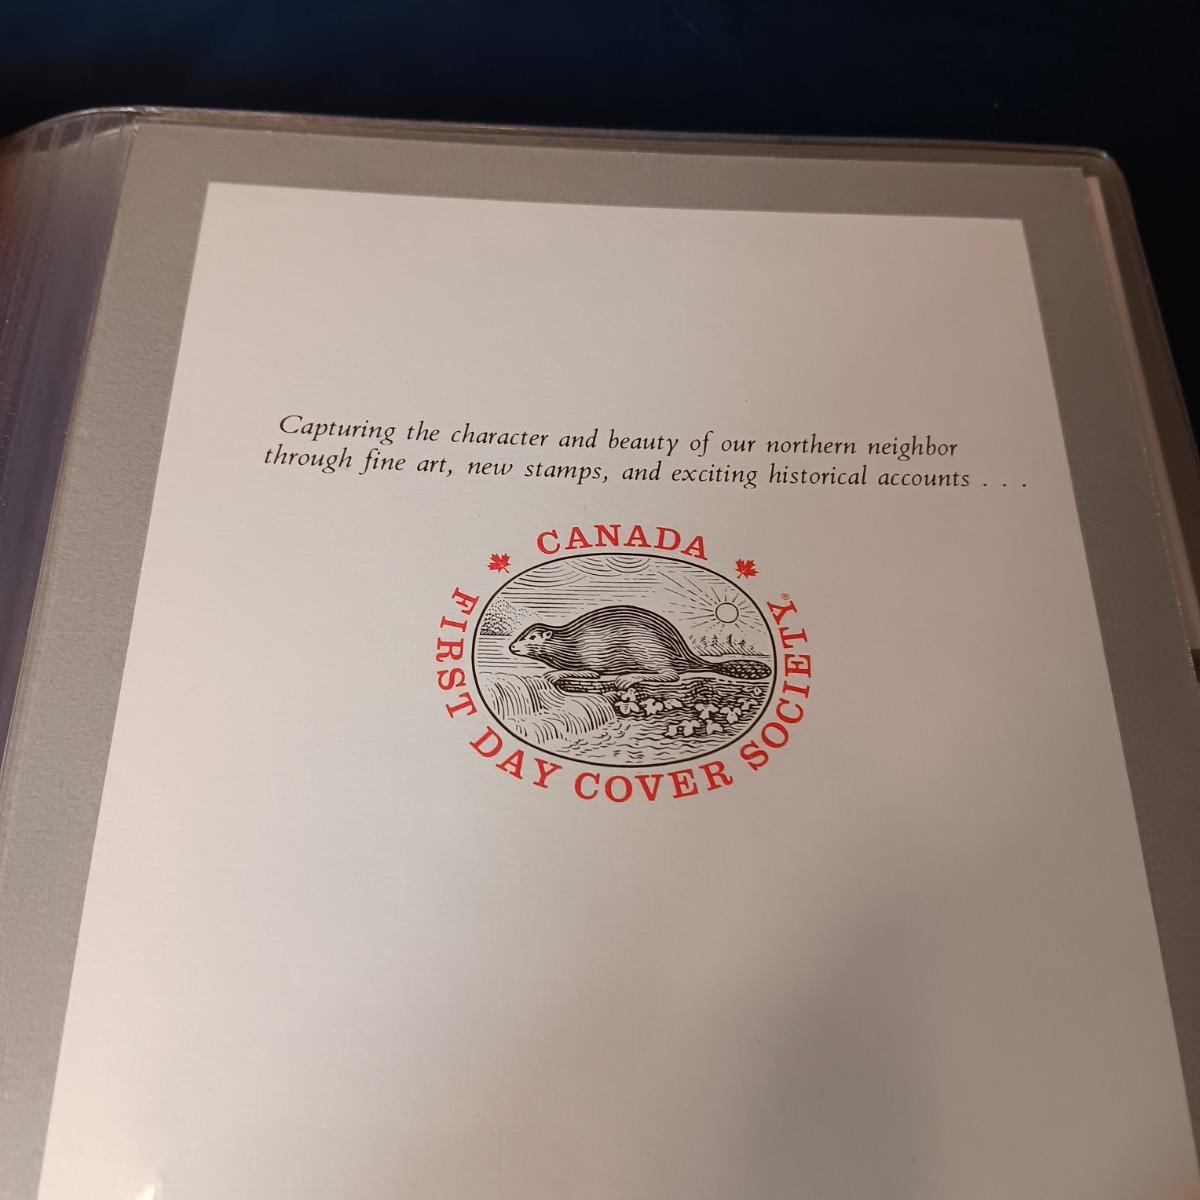 Capturing the character and beauty of our northern neighbor
through fine art, new stamps, and exciting historical accounts . . .
CANADA
FIRST DAY COVER SOCIETY®